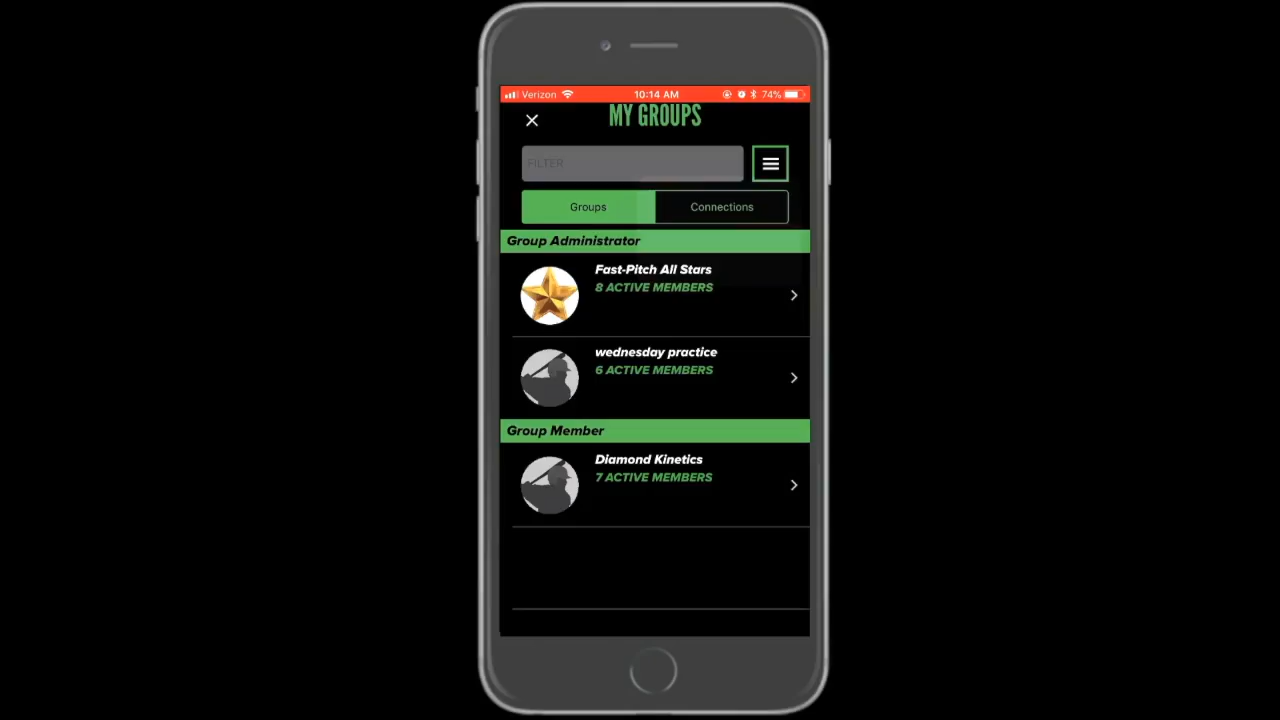 Verizon 10:14 AM 74%
MY GROUPS
FILTER
Groups Connections
Group Administrator
Fast-Pitch All Stars
8 ACTIVE MEMBERS
wednesday practice
6 ACTIVE MEMBERS
Group Member
Diamond Kinetics
7 ACTIVE MEMBERS